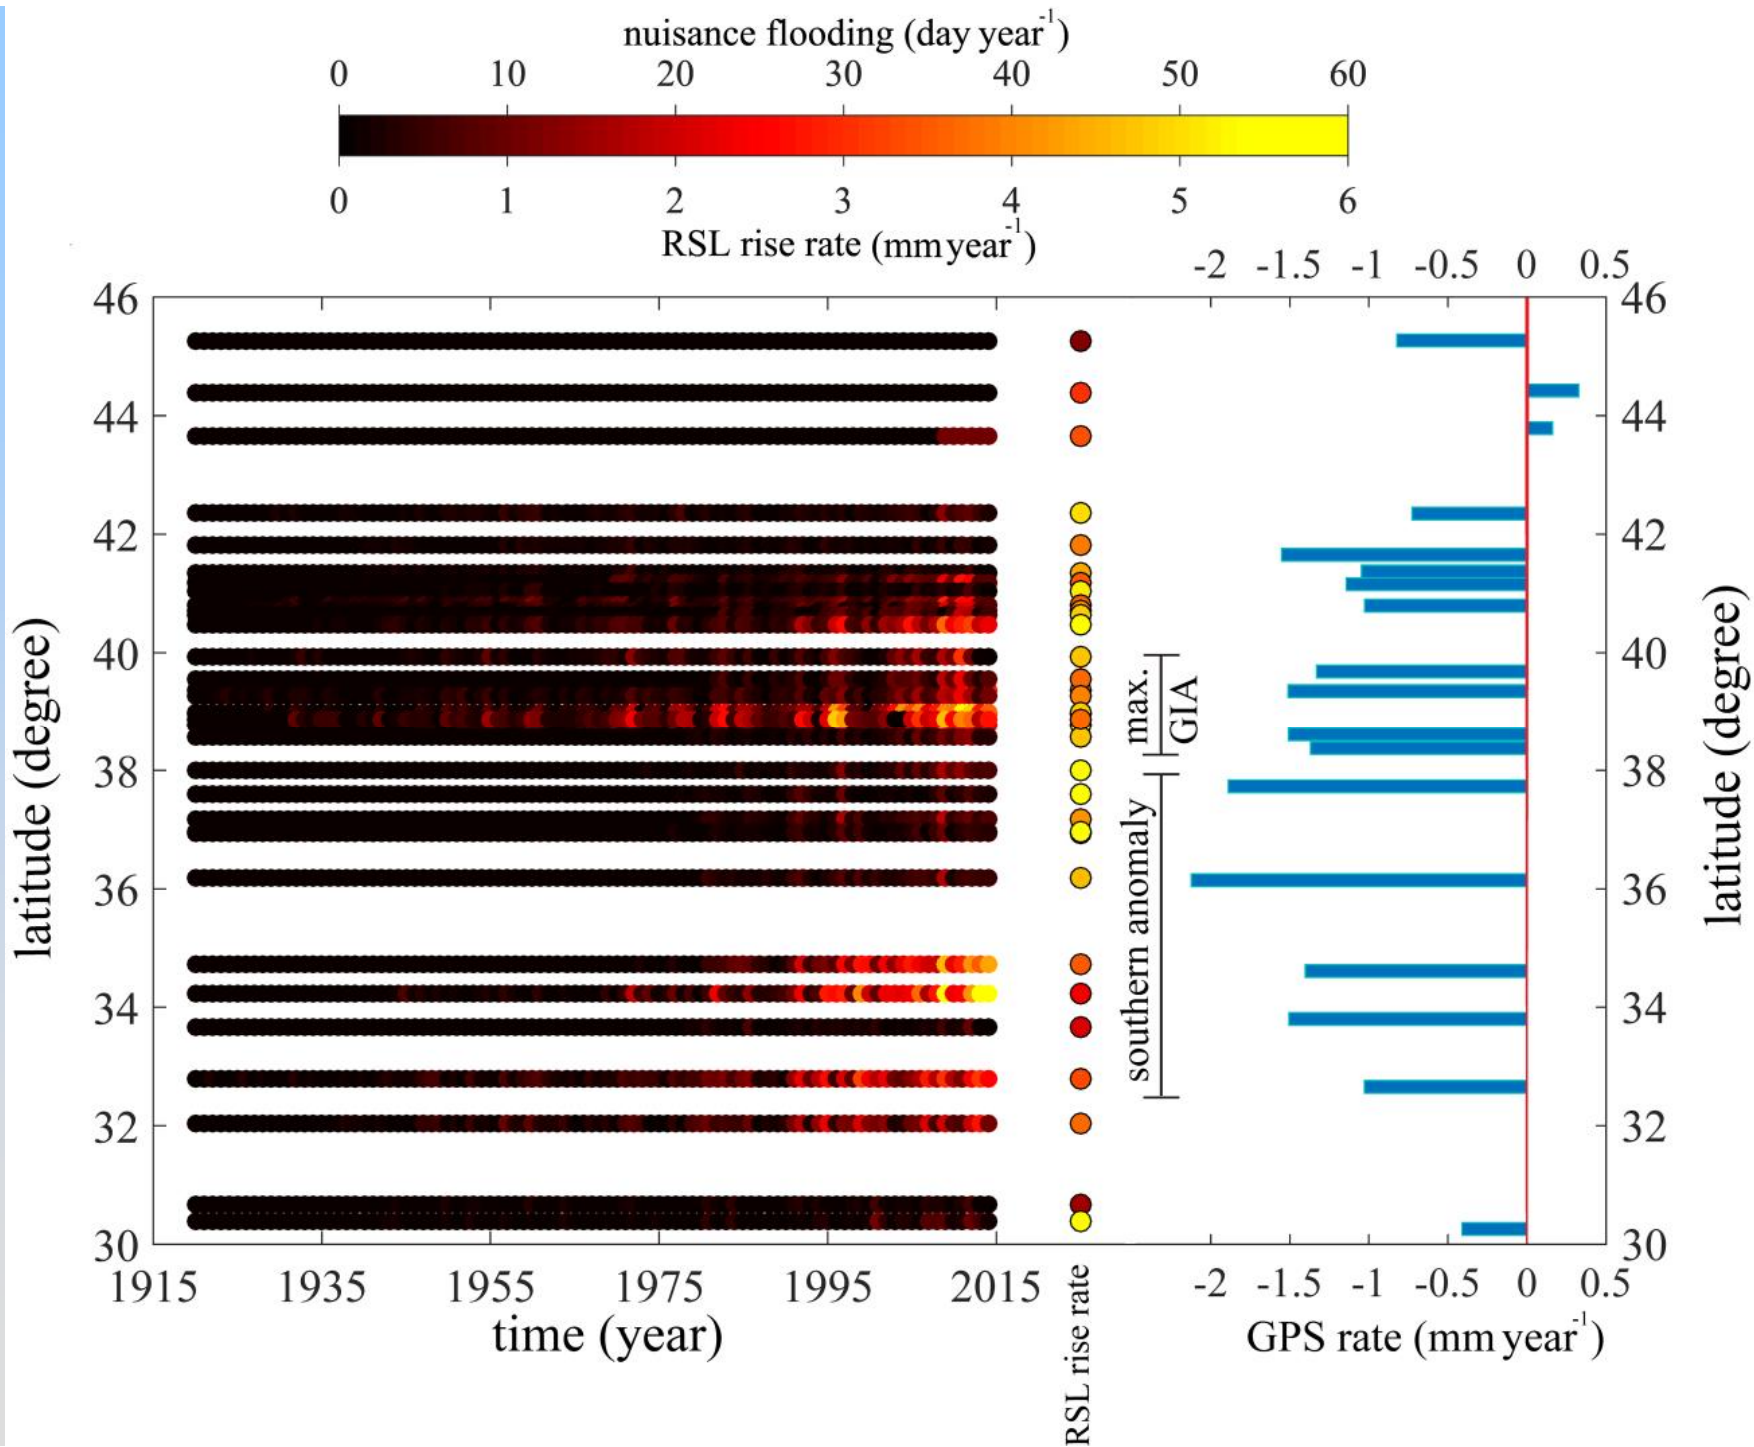 nuisance flooding (day year⁻¹)
0 10 20 30 40 50 60
0 1 2 3 4 5 6
RSL rise rate (mm year⁻¹)
-2 -1.5 -1 -0.5 0 0.5
46 46
44 44
42 42
40 40
38 38
36 36
34 34
32 32
30 30
latitude (degree)
max.
GIA
southern anomaly
latitude (degree)
1915 1935 1955 1975 1995 2015
-2 -1.5 -1 -0.5 0 0.5
time (year)
RSL rise rate
GPS rate (mm year⁻¹)